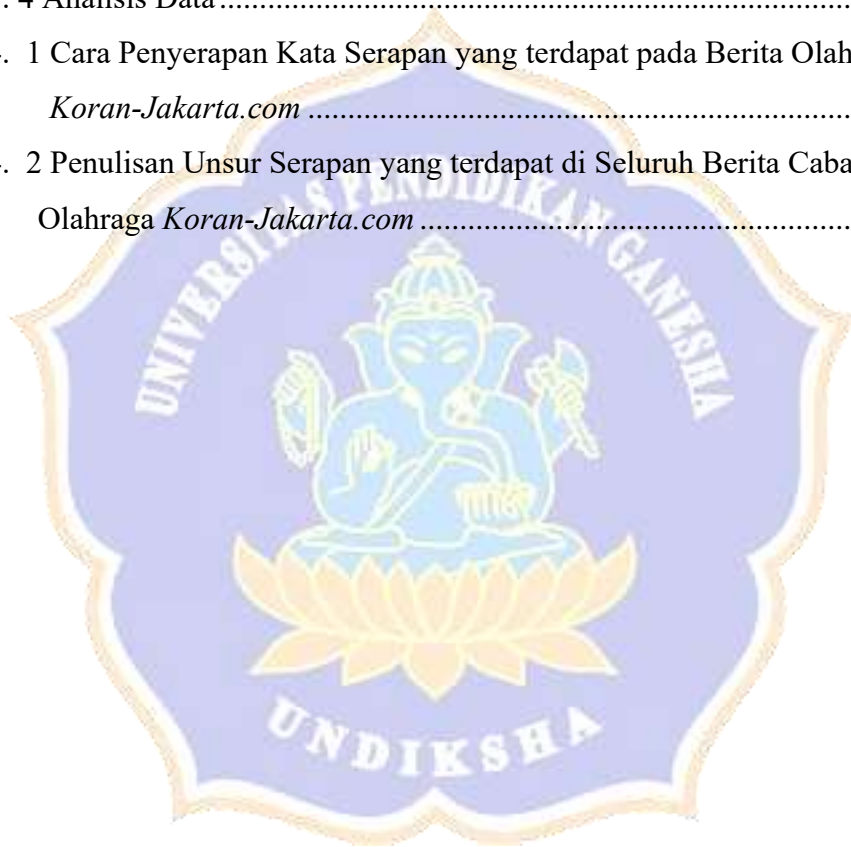 . 4 Analisis Data
. 1 Cara Penyerapan Kata Serapan yang terdapat pada Berita Olah
Koran-Jakarta.com ....................................................................
. 2 Penulisan Unsur Serapan yang terdapat di Seluruh Berita Caba
Olahraga Koran-Jakarta.com .....................................................
UNIVERSITAS PENDIDIKAN GANESHA
UNDIKSHA